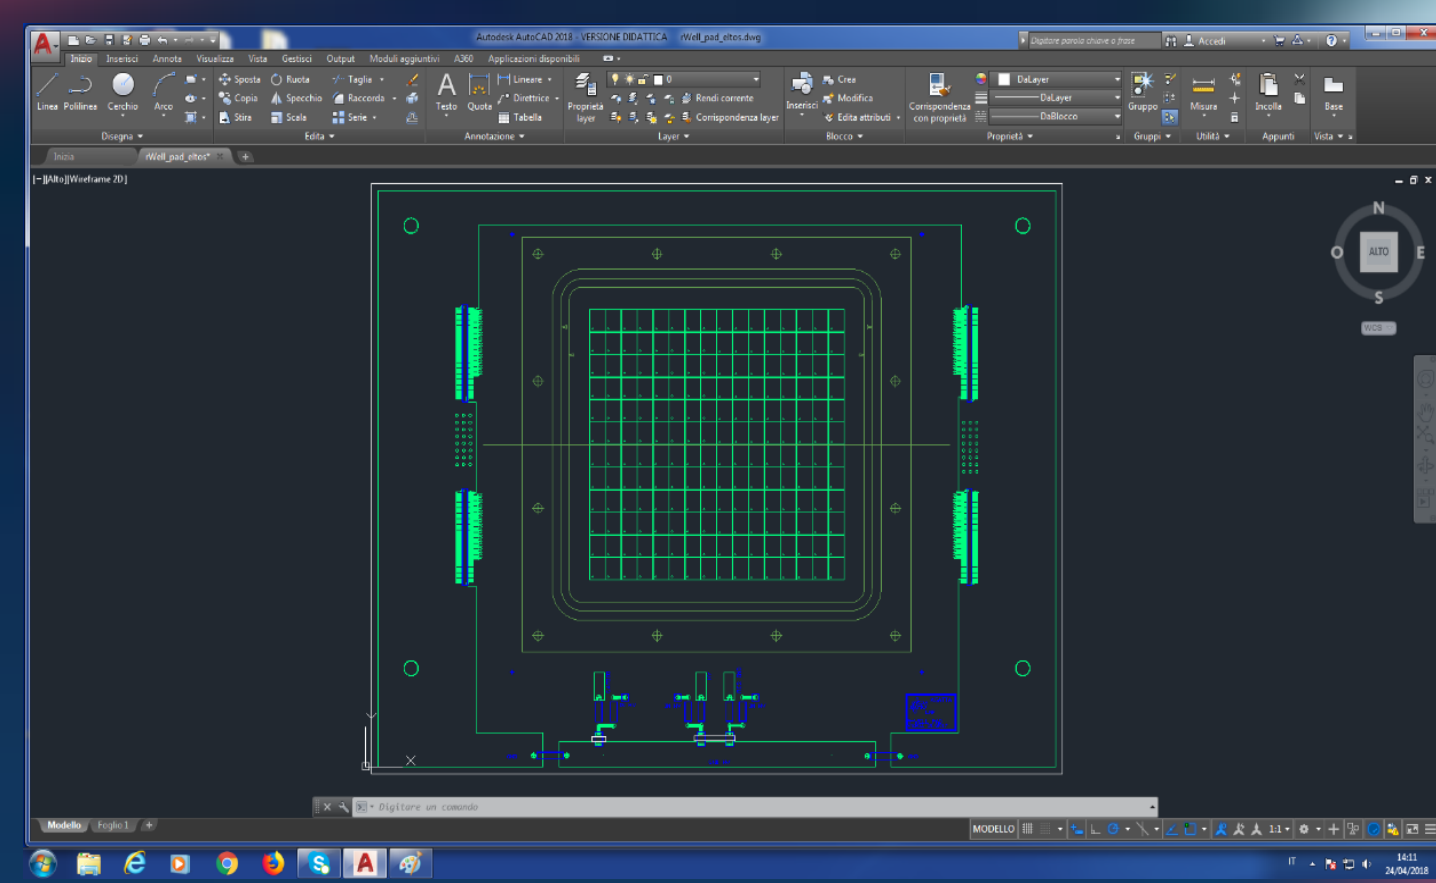 Autodesk AutoCAD 2018 - VERSIONE DIDATTICA rWell_pad_eltos.dwg
Digitare parola chiave o frase
Accedi
Inizio Inserisci Annota Visualizza Vista Gestisci Output Moduli aggiuntivi A360 Applicazioni disponibili
Sposta Ruota Taglia Lineare 0 Crea DaLayer
Copia Specchio Raccorda Direttrice Rendi corrente Modifica DaLayer
Linea Polilinea Cerchio Arco Testo Quota Proprietà layer Inserisci Corrispondenza con proprietà Gruppo Misura Incolla Base
Stira Scala Serie Tabella Corrispondenza layer Edita attributi DaBlocco
Disegna Edita Annotazione Layer Blocco Proprietà Gruppi Utilità Appunti Vista
Inizia rWell_pad_eltos*
[−][Alto][Wireframe 2D]
N
O ALTO E
S
WCS
X
Digitare un comando
Modello Foglio1 MODELLO 1:1
IT 14:11
24/04/2018